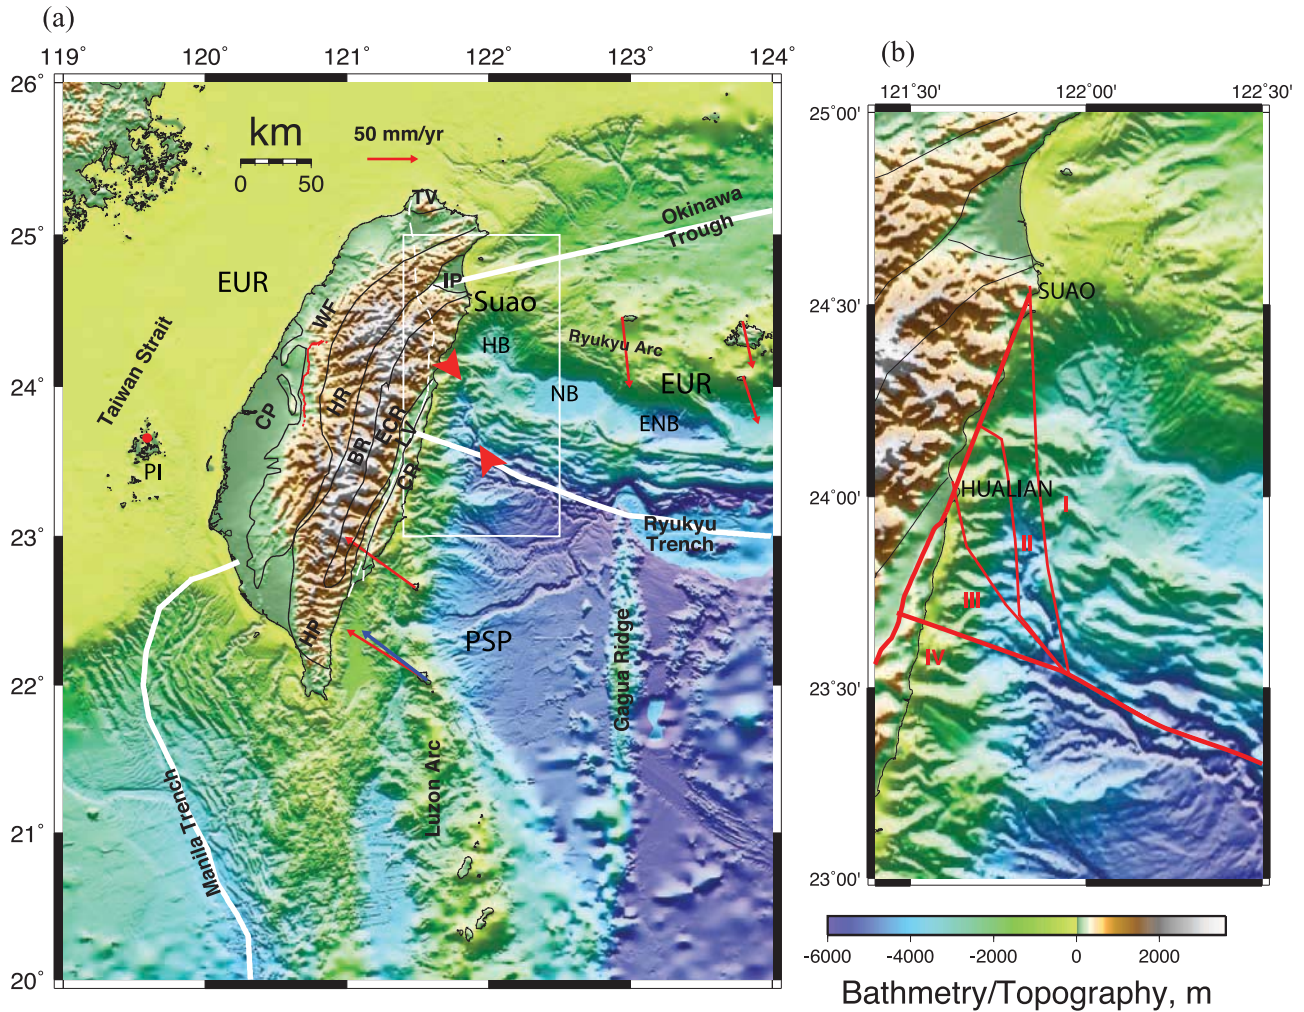 (a)
119° 120° 121° 122° 123° 124°
26°
25°
24°
23°
22°
21°
20°
km
0 50
50 mm/yr
TV
Okinawa
Trough
EUR
IP
Suao
WF
HB
Ryukyu Arc
Taiwan Strait
EUR
HR
NB
CP
ECR
ENB
LV
BR
PI
CR
Ryukyu
Trench
HP
PSP
Gagua Ridge
Luzon Arc
Manila Trench
(b)
121°30' 122°00' 122°30'
25°00'
24°30'
24°00'
23°30'
23°00'
SUAO
HUALIAN
I
II
III
IV
-6000 -4000 -2000 0 2000
Bathmetry/Topography, m